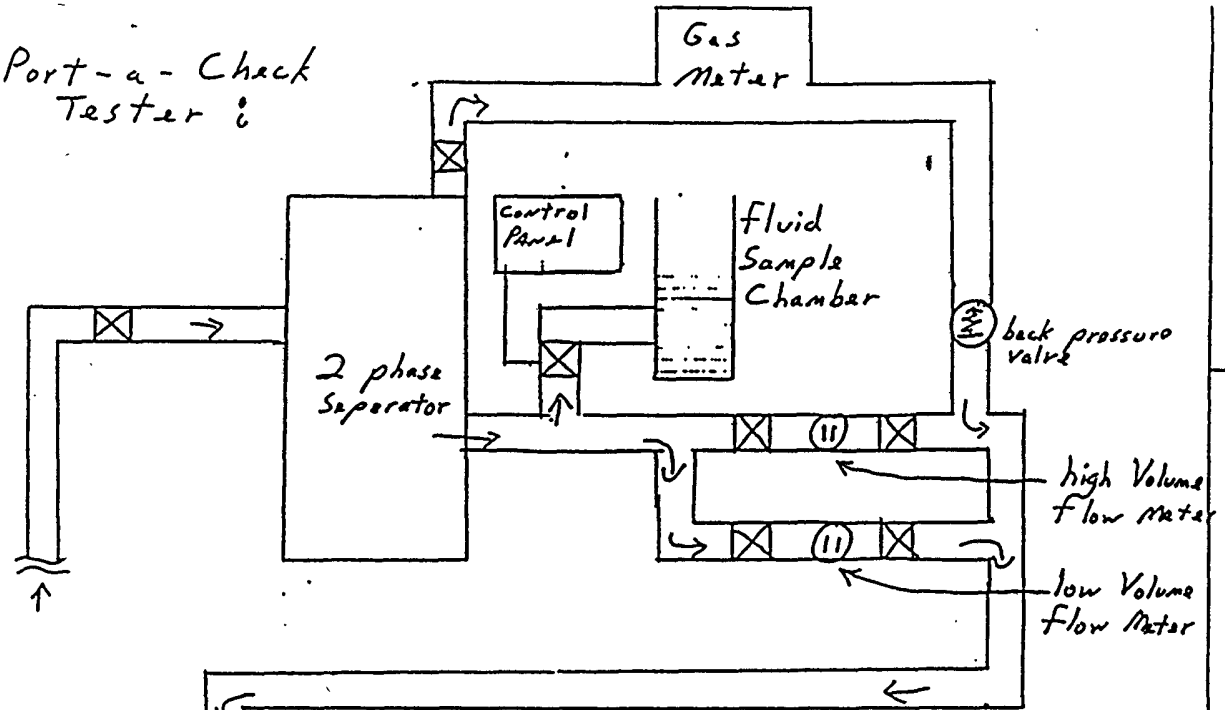 Port-a-Check
Tester :
Gas
Meter
Control
PANel
fluid
Sample
Chamber
back pressure
valve
2 phase
Seperator
high Volume
flow Meter
low Volume
flow Meter